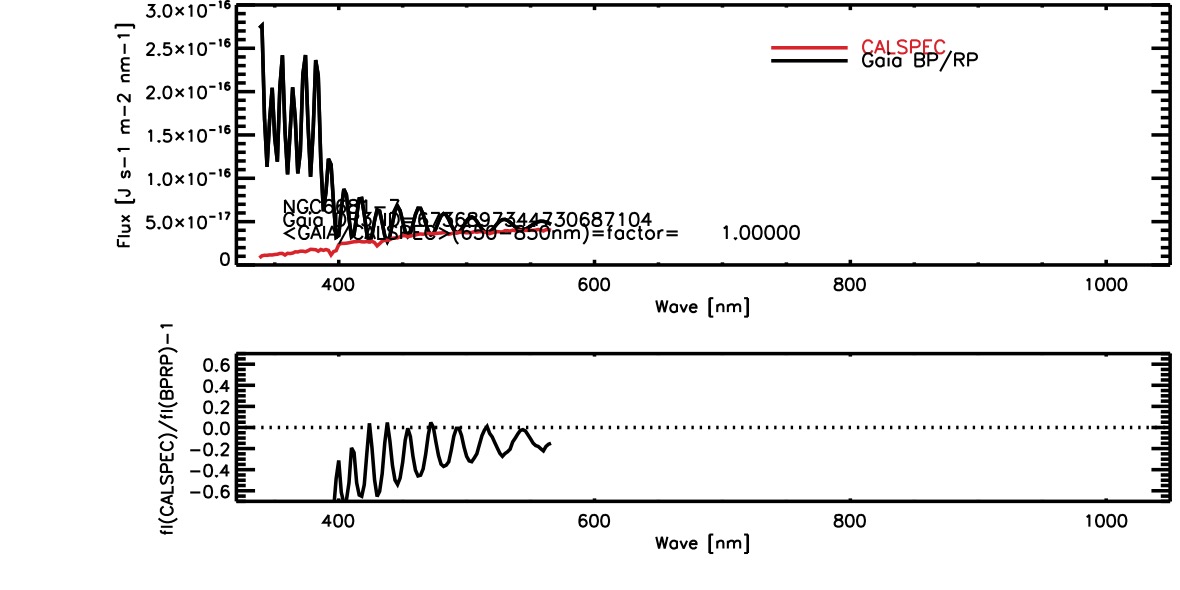 3.0×10−16
2.5×10−16
2.0×10−16
1.5×10−16
1.0×10−16
5.0×10−17
0
Flux [J s−1 m−2 nm−1]
CALSPEC
Gaia BP/RP
NGC6681−7
<GAIA/CALSPEC>(650−850nm)=factor= 1.00000
400 600 800 1000
Wave [nm]
fl(CALSPEC)/fl(BPRP)−1
0.6
0.4
0.2
0.0
−0.2
−0.4
−0.6
400 600 800 1000
Wave [nm]